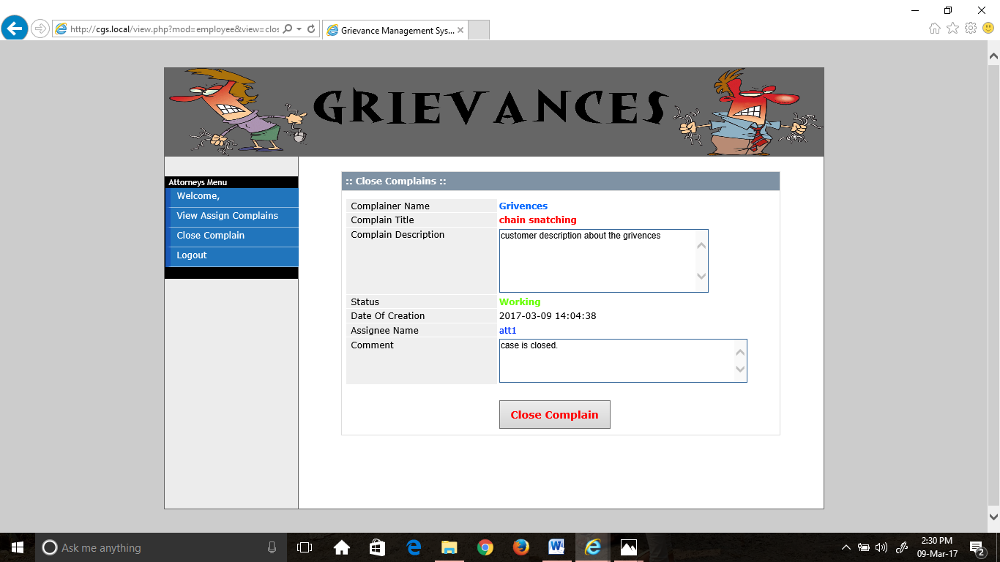 http://cgs.local/view.php?mod=employee&view=clos
Grievance Management Sys...
GRIEVANCES
Attorneys Menu
Welcome,
View Assign Complains
Close Complain
Logout
:: Close Complains ::
Complainer Name Grivences
Complain Title chain snatching
Complain Description customer description about the grivences
Status Working
Date Of Creation 2017-03-09 14:04:38
Assignee Name att1
Comment case is closed.
Close Complain
Ask me anything
2:30 PM
09-Mar-17
2